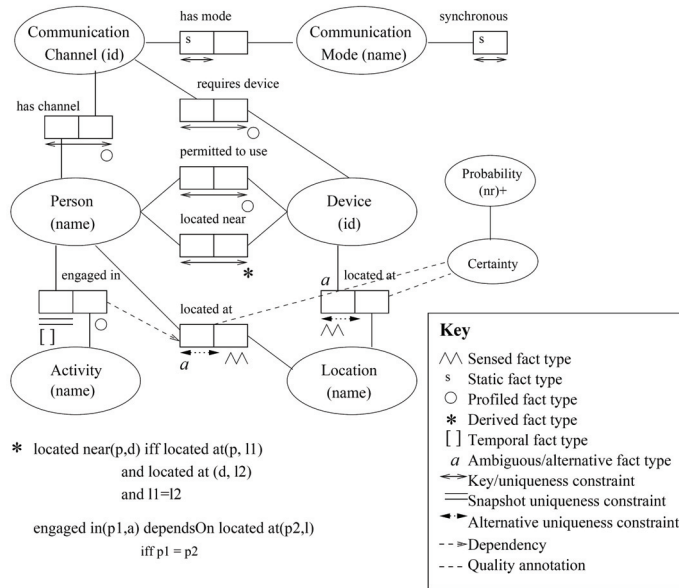 has mode
synchronous
Communication
Channel (id)
s
Communication
Mode (name)
s
requires device
has channel
permitted to use
Person
(name)
located near
Device
(id)
Probability
(nr)+
*
engaged in
a
located at
Certainty
located at
[ ]
a
Activity
(name)
Location
(name)
Key
Sensed fact type
s Static fact type
Profiled fact type
* Derived fact type
[ ] Temporal fact type
a Ambiguous/alternative fact type
Key/uniqueness constraint
Snapshot uniqueness constraint
Alternative uniqueness constraint
Dependency
Quality annotation
* located near(p,d) iff located at(p, l1)
and located at (d, l2)
and l1=l2
engaged in(p1,a) dependsOn located at(p2,l)
iff p1 = p2